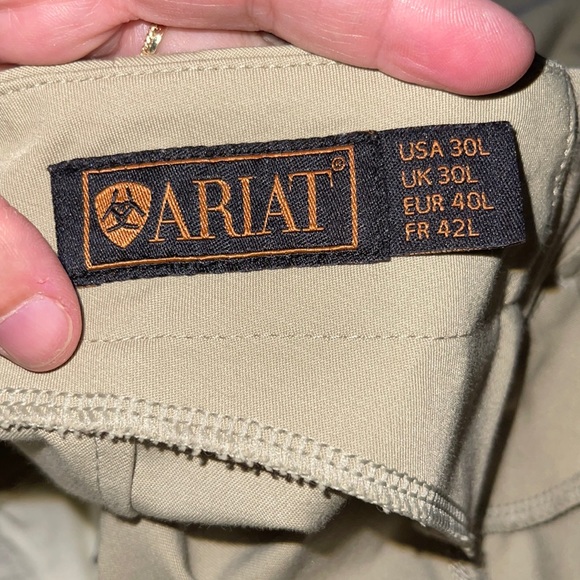 ARIAT®
USA 30L
UK 30L
EUR 40L
FR 42L